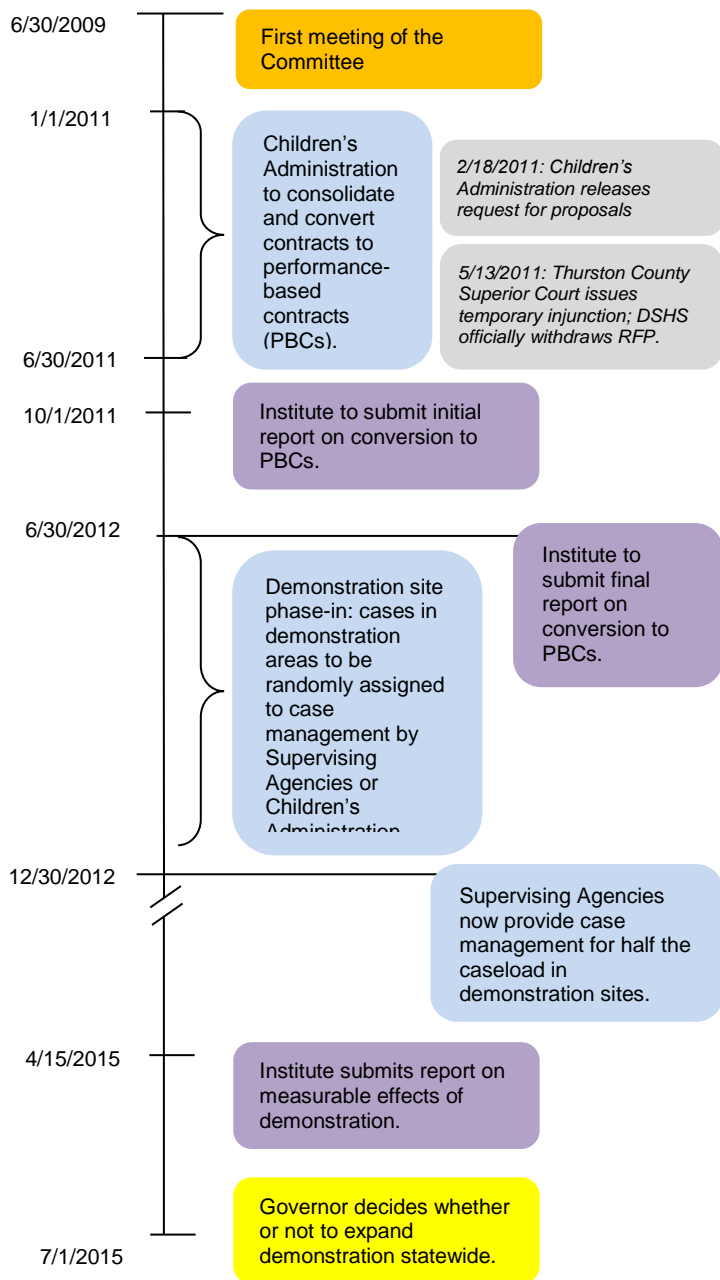 6/30/2009
First meeting of the
Committee
1/1/2011
Children's
Administration
to consolidate
and convert
contracts to
performance-
based
contracts
(PBCs).
2/18/2011: Children's
Administration releases
request for proposals
5/13/2011: Thurston County
Superior Court issues
temporary injunction; DSHS
officially withdraws RFP.
6/30/2011
10/1/2011
Institute to submit initial
report on conversion to
PBCs.
6/30/2012
Institute to
submit final
report on
conversion to
PBCs.
Demonstration site
phase-in: cases in
demonstration
areas to be
randomly assigned
to case
management by
Supervising
Agencies or
Children's
Administration
12/30/2012
Supervising Agencies
now provide case
management for half the
caseload in
demonstration sites.
4/15/2015
Institute submits report on
measurable effects of
demonstration.
Governor decides whether
or not to expand
demonstration statewide.
7/1/2015